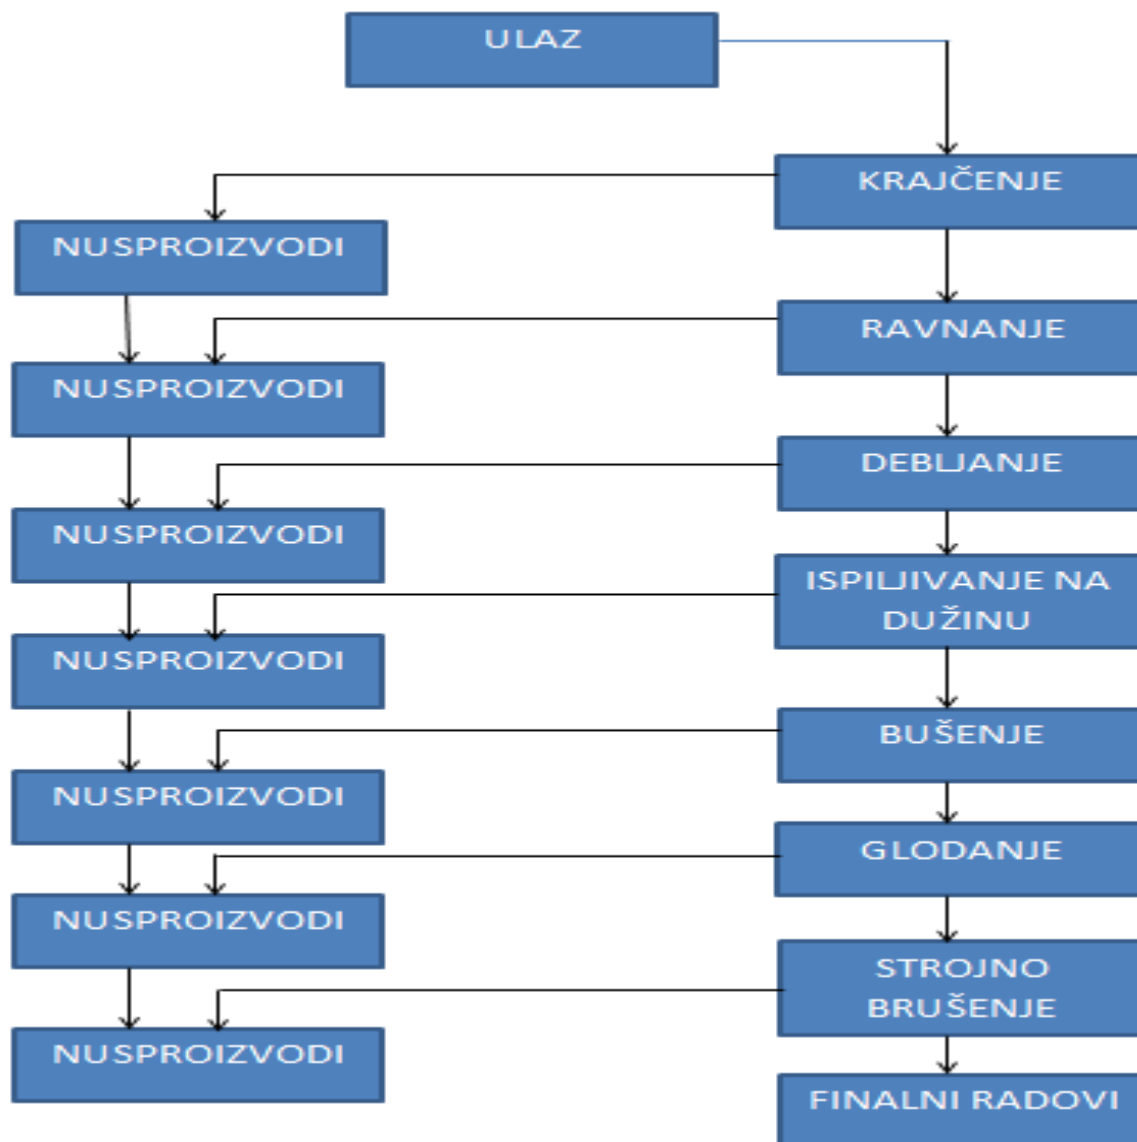 ULAZ
KRAJČENJE
NUSPROIZVODI
RAVNANJE
NUSPROIZVODI
DEBLJANJE
NUSPROIZVODI
ISPILJIVANJE NA
DUŽINU
NUSPROIZVODI
BUŠENJE
NUSPROIZVODI
GLODANJE
NUSPROIZVODI
STROJNO
BRUŠENJE
NUSPROIZVODI
FINALNI RADOVI